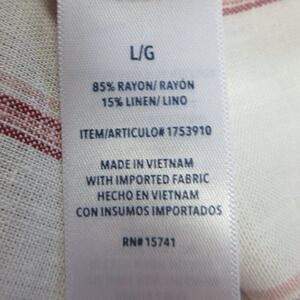 L/G
85% RAYON/ RAYÓN
15% LINEN/ LINO
ITEM/ARTICULO# 1753910
MADE IN VIETNAM
WITH IMPORTED FABRIC
HECHO EN VIETNAM
CON INSUMOS IMPORTADOS
RN# 15741